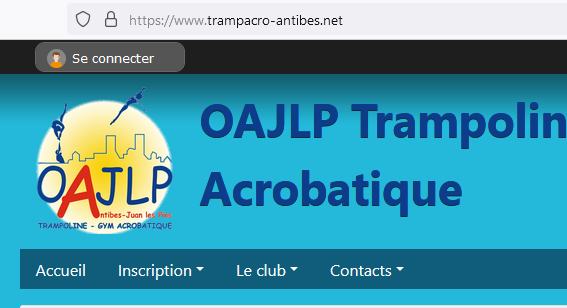 https://www.trampacro-antibes.net
Se connecter
OAJLP Trampolin
Acrobatique
OAJLP
Antibes-Juan les Pins
TRAMPOLINE - GYM ACROBATIQUE
Accueil Inscription Le club Contacts